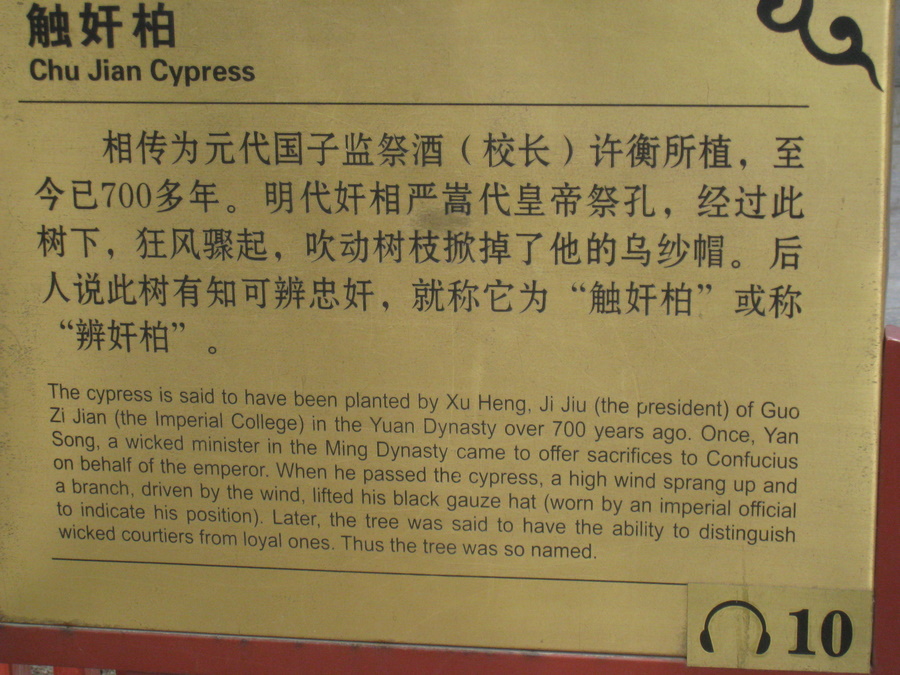 触奸柏
Chu Jian Cypress
相传为元代国子监祭酒（校长）许衡所植，至
今已700多年。明代奸相严嵩代皇帝祭孔，经过此
树下，狂风骤起，吹动树枝掀掉了他的乌纱帽。后
人说此树有知可辨忠奸，就称它为“触奸柏”或称
“辨奸柏”。
The cypress is said to have been planted by Xu Heng, Ji Jiu (the president) of Guo
Zi Jian (the Imperial College) in the Yuan Dynasty over 700 years ago. Once, Yan
Song, a wicked minister in the Ming Dynasty came to offer sacrifices to Confucius
on behalf of the emperor. When he passed the cypress, a high wind sprang up and
a branch, driven by the wind, lifted his black gauze hat (worn by an imperial official
to indicate his position). Later, the tree was said to have the ability to distinguish
wicked courtiers from loyal ones. Thus the tree was so named.
10